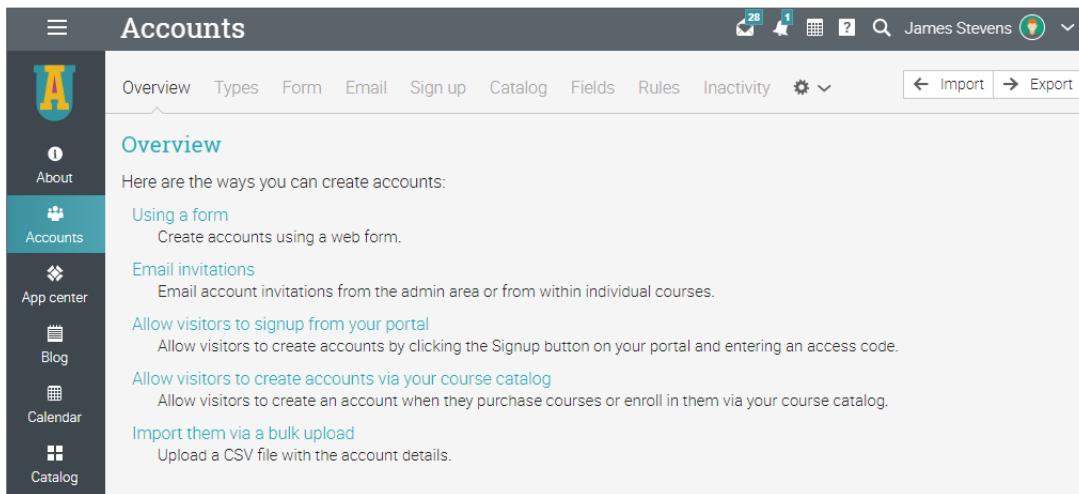 Accounts
28
1
?
James Stevens
Overview Types Form Email Sign up Catalog Fields Rules Inactivity
← Import → Export
A
About
Accounts
App center
Blog
Calendar
Catalog
Overview
Here are the ways you can create accounts:
Using a form
Create accounts using a web form.
Email invitations
Email account invitations from the admin area or from within individual courses.
Allow visitors to signup from your portal
Allow visitors to create accounts by clicking the Signup button on your portal and entering an access code.
Allow visitors to create accounts via your course catalog
Allow visitors to create an account when they purchase courses or enroll in them via your course catalog.
Import them via a bulk upload
Upload a CSV file with the account details.